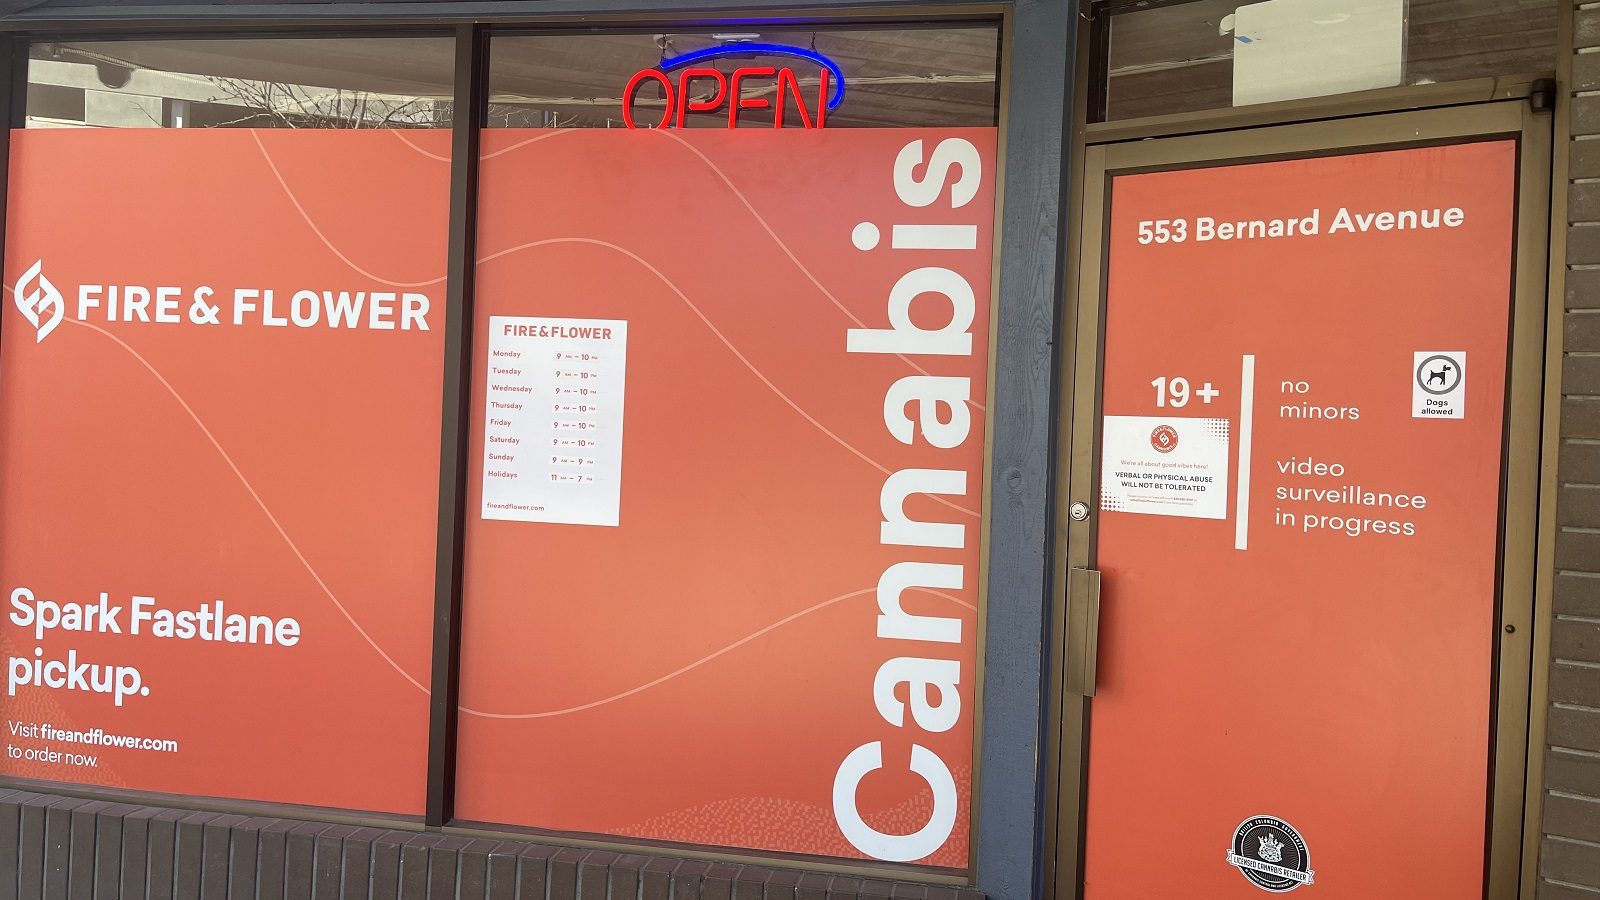 OPEN
FIRE & FLOWER
Spark Fastlane
pickup.
Visit fireandflower.com
to order now.
FIRE & FLOWER
Monday 9 AM – 10 PM
Tuesday 9 AM – 10 PM
Wednesday 9 AM – 10 PM
Thursday 9 AM – 10 PM
Friday 9 AM – 10 PM
Saturday 9 AM – 10 PM
Sunday 9 AM – 9 PM
Holidays 11 AM – 7 PM
fireandflower.com
Cannabis
553 Bernard Avenue
19+
no
minors
video
surveillance
in progress
Dogs
allowed
We're all about good vibes here!
VERBAL OR PHYSICAL ABUSE
WILL NOT BE TOLERATED
LICENSED CANNABIS RETAILER